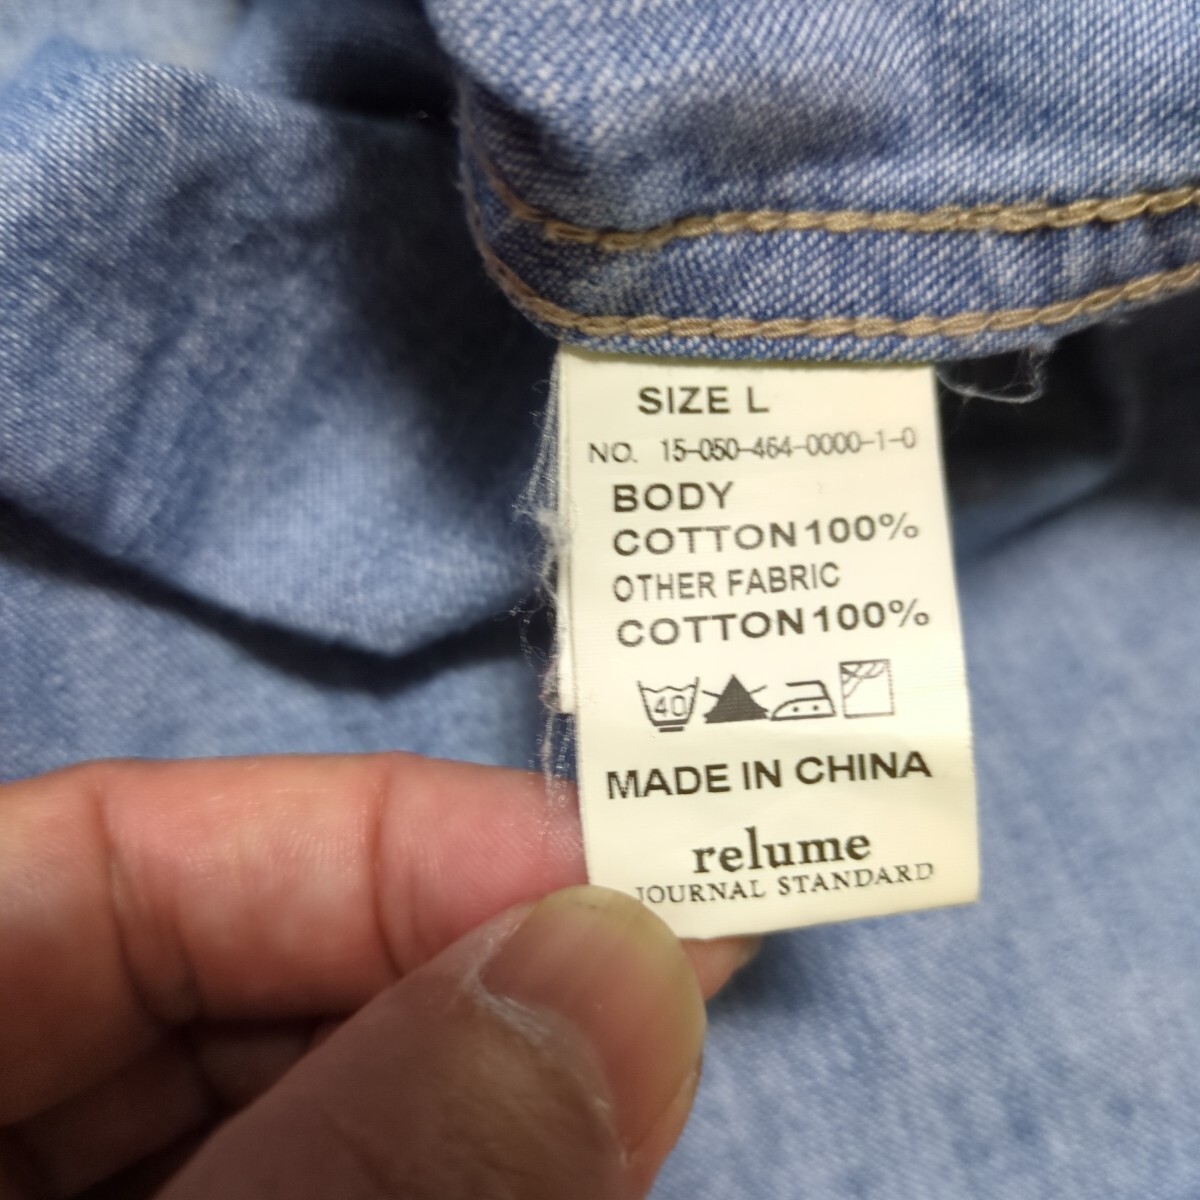 SIZE L
NO. 15-050-464-0000-1-0
BODY
COTTON 100%
OTHER FABRIC
COTTON 100%
40
MADE IN CHINA
relume
JOURNAL STANDARD